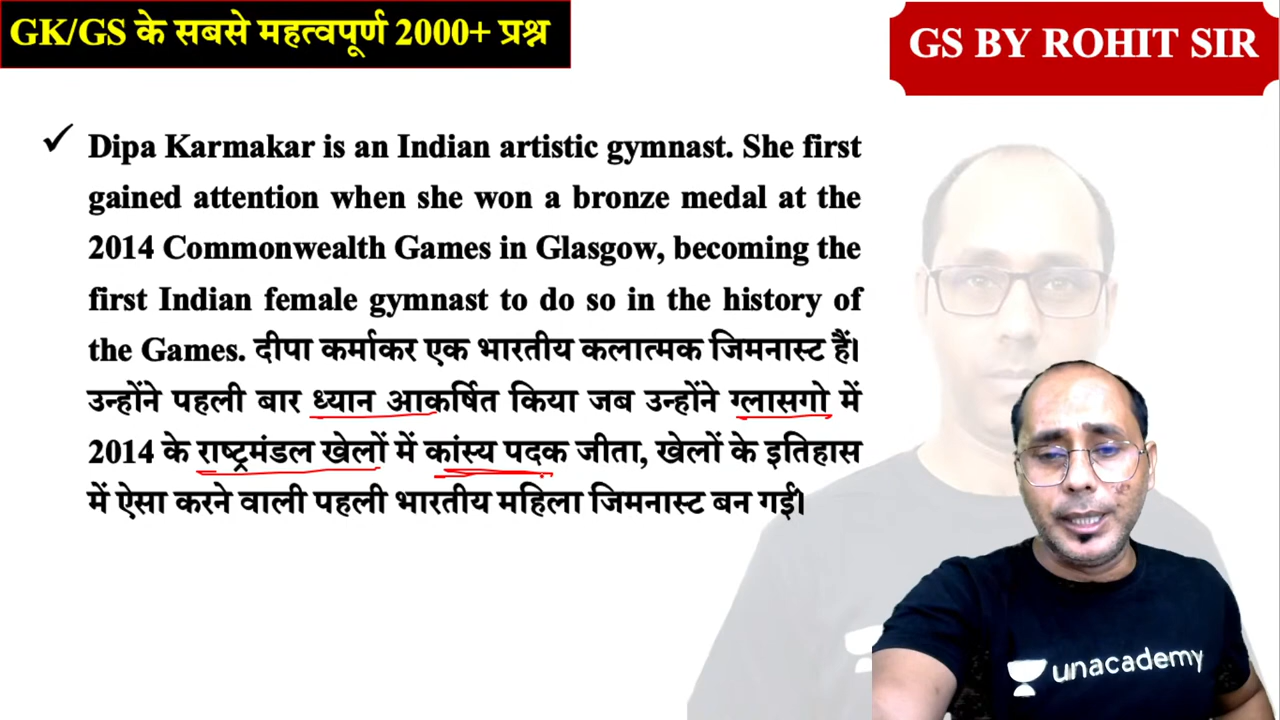 GK/GS के सबसे महत्वपूर्ण 2000+ प्रश्न
GS BY ROHIT SIR
✓ Dipa Karmakar is an Indian artistic gymnast. She first
gained attention when she won a bronze medal at the
2014 Commonwealth Games in Glasgow, becoming the
first Indian female gymnast to do so in the history of
the Games. दीपा कर्माकर एक भारतीय कलात्मक जिमनास्ट हैं।
उन्होंने पहली बार ध्यान आकर्षित किया जब उन्होंने ग्लासगो में
2014 के राष्ट्रमंडल खेलों में कांस्य पदक जीता, खेलों के इतिहास
में ऐसा करने वाली पहली भारतीय महिला जिमनास्ट बन गईं।
unacademy